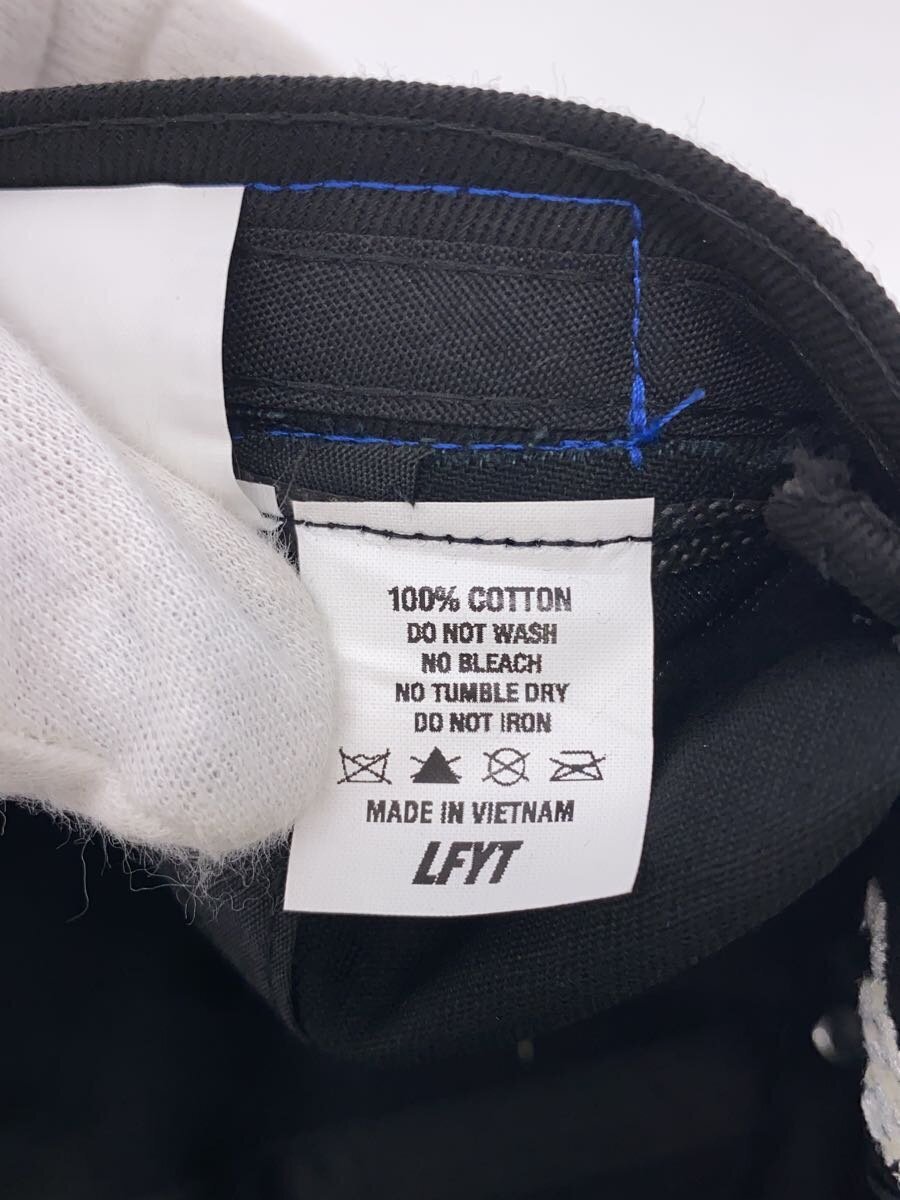 100% COTTON
DO NOT WASH
NO BLEACH
NO TUMBLE DRY
DO NOT IRON
MADE IN VIETNAM
LFYT